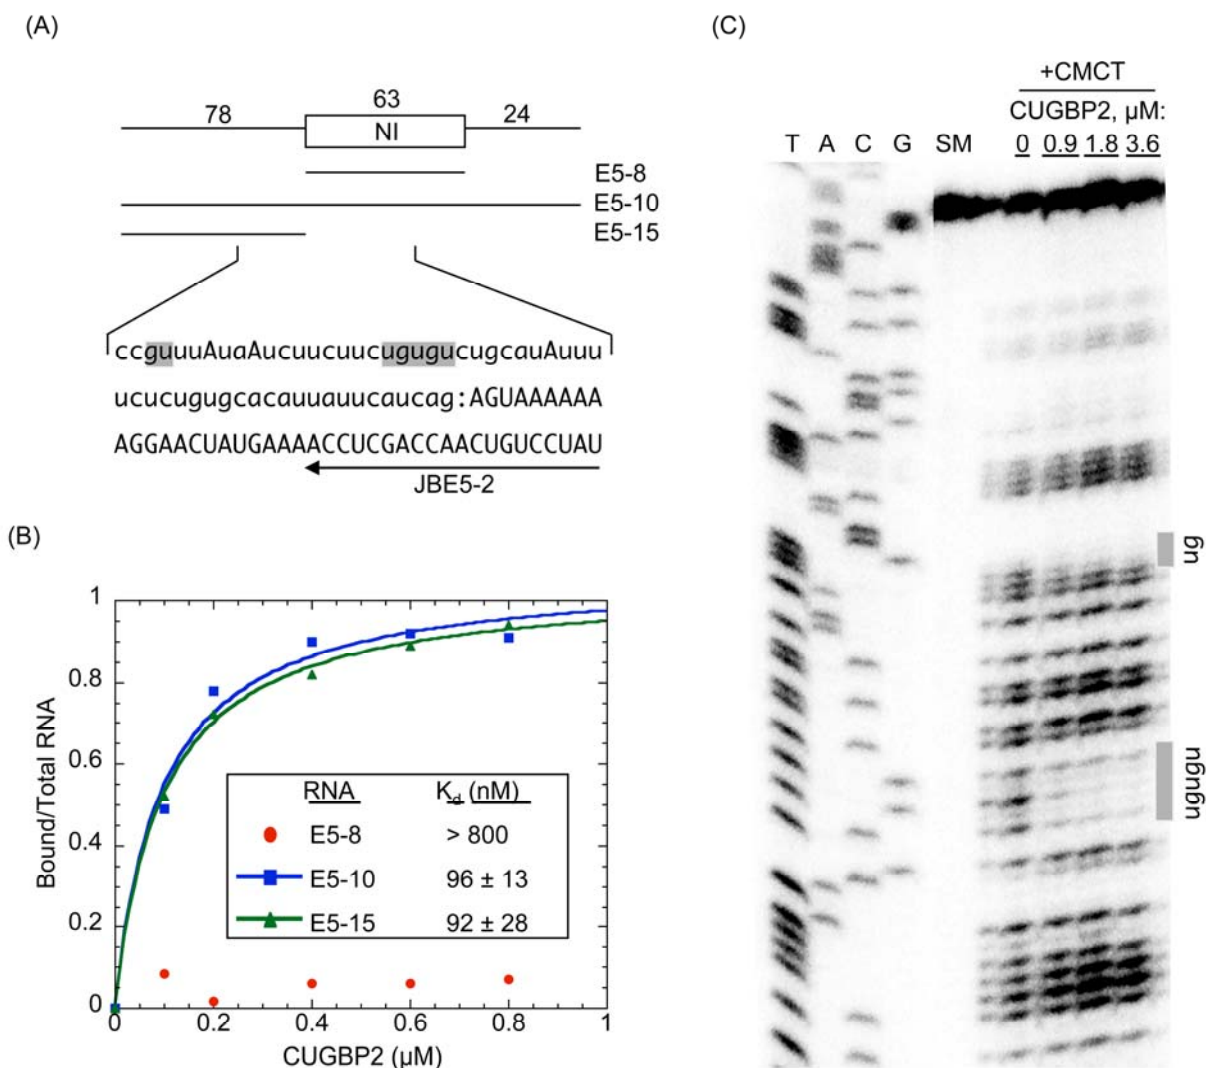 (A)
78
63
24
NI
E5-8
E5-10
E5-15
ccguuuAuaAucuucuucuguguCugcauAuuu
ucucugugcacauuauucaucag:AGUAAAAAA
AGGAACUAUGAAAACCUCGACCAACUGUCCUAU
JBE5-2
(B)
Bound/Total RNA
1
0.8
0.6
0.4
0.2
0
RNA Kd (nM)
E5-8 > 800
E5-10 96 ± 13
E5-15 92 ± 28
0 0.2 0.4 0.6 0.8 1
CUGBP2 (µM)
(C)
+CMCT
CUGBP2, µM:
T A C G SM 0 0.9 1.8 3.6
ug
ugugu